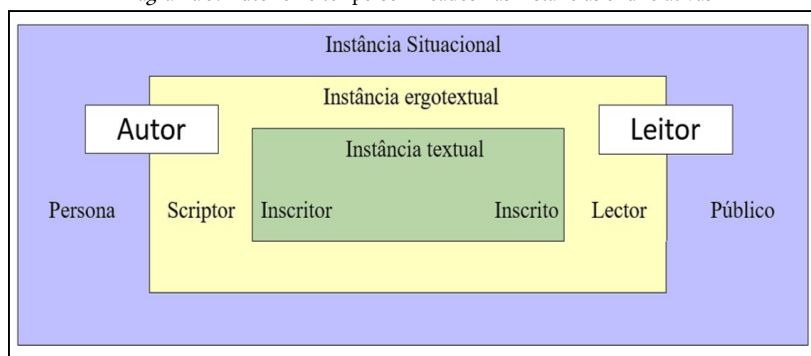 Instância Situacional
Instância ergotextual
Autor
Leitor
Instância textual
Persona Scriptor Inscritor Inscrito Lector Público